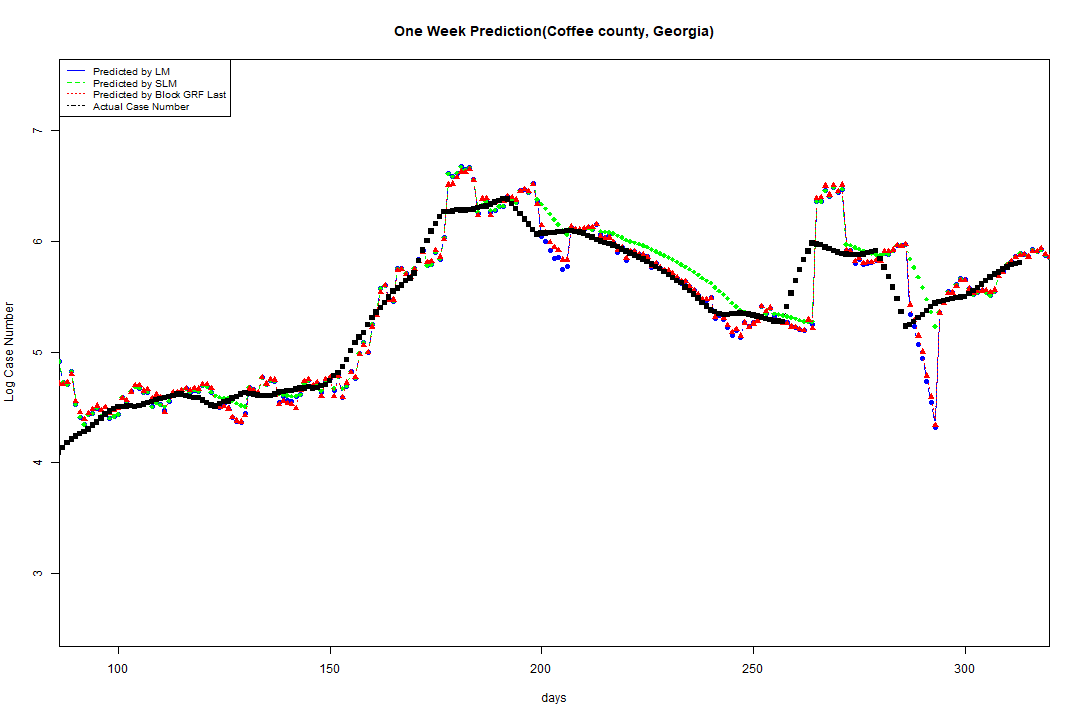 One Week Prediction(Coffee county, Georgia)
Predicted by LM
Predicted by SLM
Predicted by Block GRF Last
Actual Case Number
7
6
5
4
3
Log Case Number
100 150 200 250 300
days